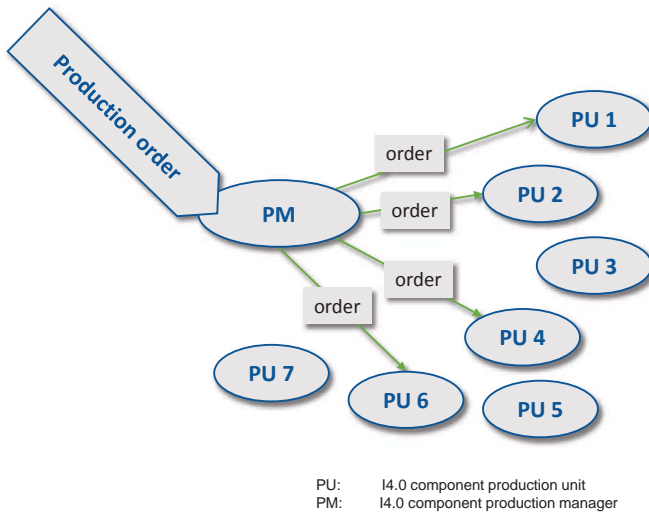 Production order
PU 1
order
PU 2
order
PM
PU 3
order
order
PU 4
PU 7
PU 6
PU 5
PU: I4.0 component production unit
PM: I4.0 component production manager